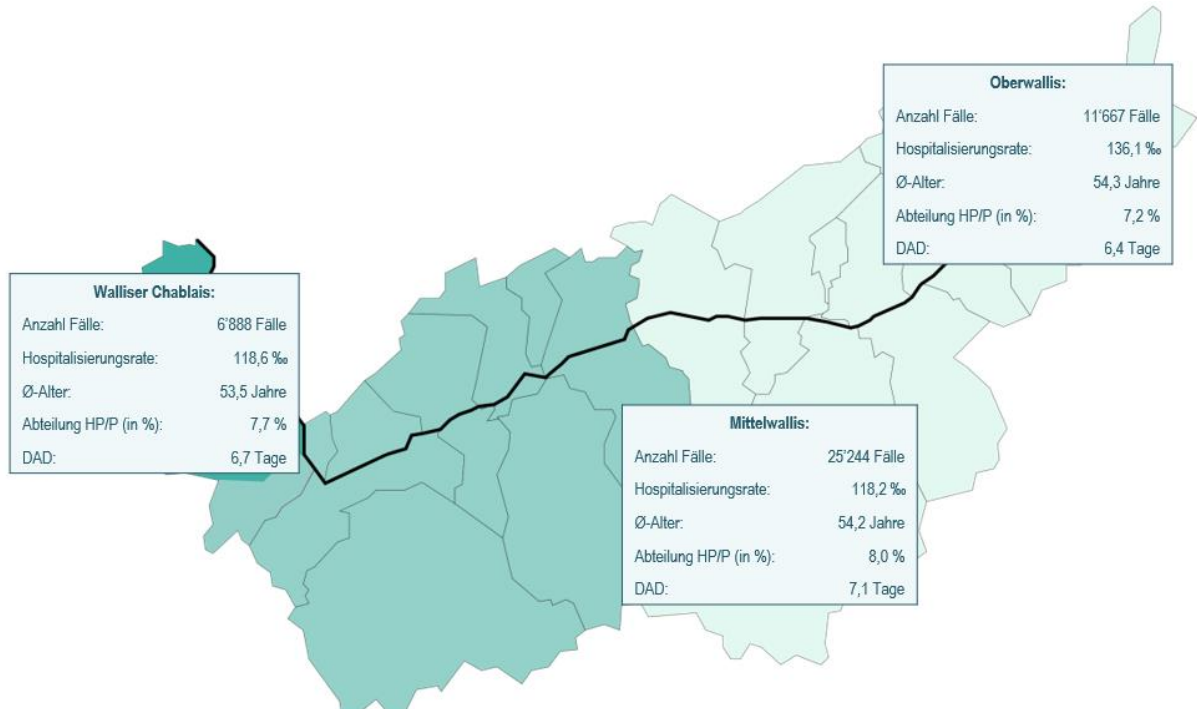 Oberwallis:
Anzahl Fälle: 11'667 Fälle
Hospitalisierungsrate: 136,1 ‰
Ø-Alter: 54,3 Jahre
Abteilung HP/P (in %): 7,2 %
DAD: 6,4 Tage
Walliser Chablais:
Anzahl Fälle: 6'888 Fälle
Hospitalisierungsrate: 118,6 ‰
Ø-Alter: 53,5 Jahre
Abteilung HP/P (in %): 7,7 %
DAD: 6,7 Tage
Mittelwallis:
Anzahl Fälle: 25'244 Fälle
Hospitalisierungsrate: 118,2 ‰
Ø-Alter: 54,2 Jahre
Abteilung HP/P (in %): 8,0 %
DAD: 7,1 Tage